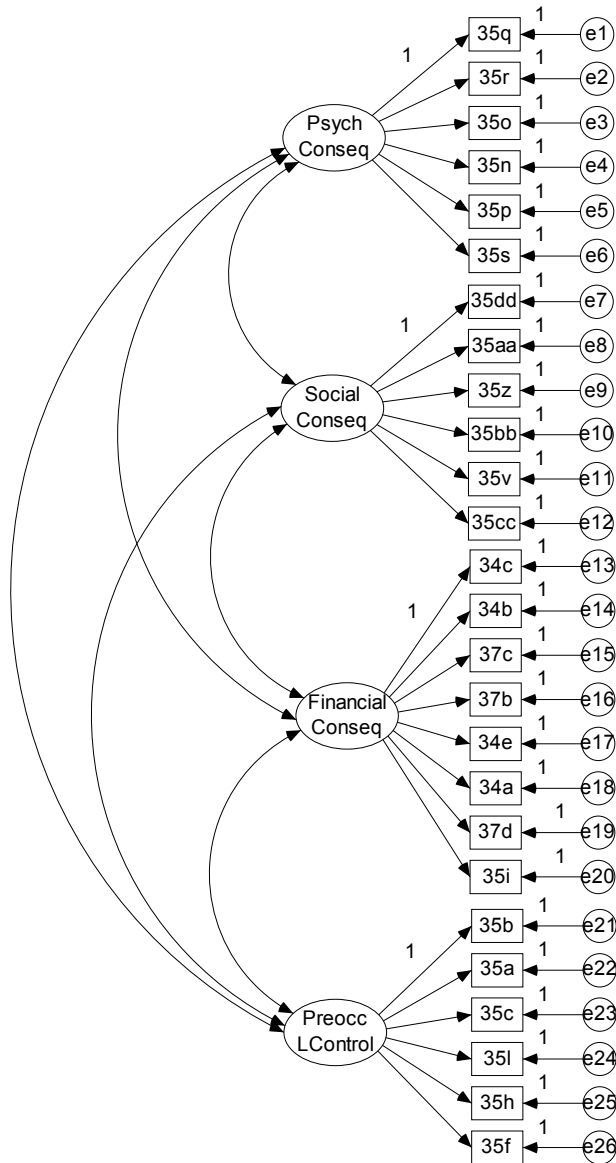 1
35q
1
e1
35r
1
e2
Psych
Conseq
35o
1
e3
35n
1
e4
35p
1
e5
35s
1
e6
1
35dd
1
e7
35aa
1
e8
Social
Conseq
35z
1
e9
35bb
1
e10
35v
1
e11
35cc
1
e12
1
34c
1
e13
34b
1
e14
37c
1
e15
Financial
Conseq
37b
1
e16
34e
1
e17
34a
1
e18
37d
1
e19
35i
1
e20
1
35b
1
e21
35a
1
e22
Preocc
LControl
35c
1
e23
35l
1
e24
35h
1
e25
35f
1
e26